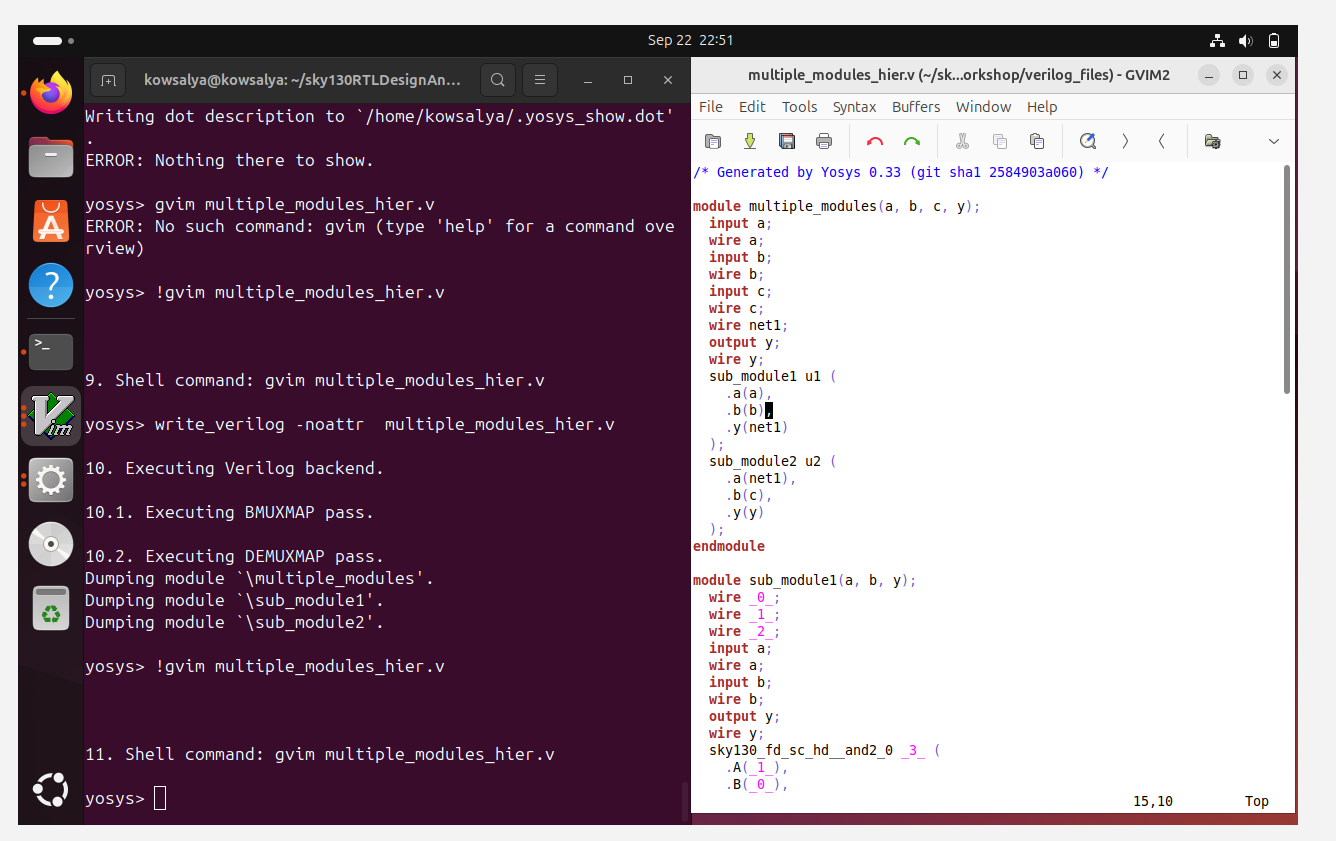 Sep 22 22:51
kowsalya@kowsalya: ~/sky130RTLDesignAn...
Writing dot description to `/home/kowsalya/.yosys_show.dot'
.
ERROR: Nothing there to show.
yosys> gvim multiple_modules_hier.v
ERROR: No such command: gvim (type 'help' for a command ove
rview)
yosys> !gvim multiple_modules_hier.v
9. Shell command: gvim multiple_modules_hier.v
yosys> write_verilog -noattr  multiple_modules_hier.v
10. Executing Verilog backend.
10.1. Executing BMUXMAP pass.
10.2. Executing DEMUXMAP pass.
Dumping module `\multiple_modules'.
Dumping module `\sub_module1'.
Dumping module `\sub_module2'.
yosys> !gvim multiple_modules_hier.v
11. Shell command: gvim multiple_modules_hier.v
yosys>
multiple_modules_hier.v (~/sk...orkshop/verilog_files) - GVIM2
File Edit Tools Syntax Buffers Window Help
/* Generated by Yosys 0.33 (git sha1 2584903a060) */
module multiple_modules(a, b, c, y);
  input a;
  wire a;
  input b;
  wire b;
  input c;
  wire c;
  wire net1;
  output y;
  wire y;
  sub_module1 u1 (
    .a(a),
    .b(b),
    .y(net1)
  );
  sub_module2 u2 (
    .a(net1),
    .b(c),
    .y(y)
  );
endmodule
module sub_module1(a, b, y);
  wire _0_;
  wire _1_;
  wire _2_;
  input a;
  wire a;
  input b;
  wire b;
  output y;
  wire y;
  sky130_fd_sc_hd__and2_0 _3_ (
    .A(_1_),
    .B(_0_),
15,10 Top
>_
Vim
A
?